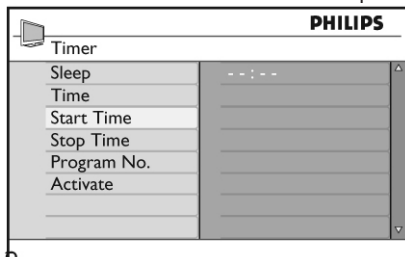 PHILIPS
Timer
Sleep
--:--
Time
Start Time
Stop Time
Program No.
Activate